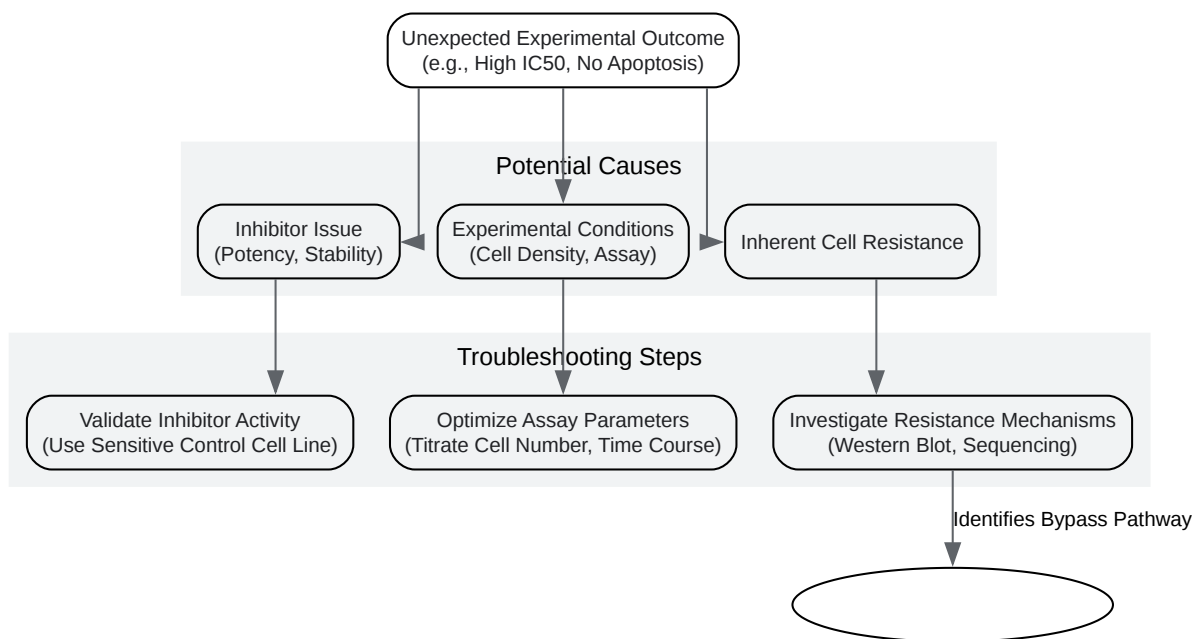 Unexpected Experimental Outcome
(e.g., High IC50, No Apoptosis)
Potential Causes
Inhibitor Issue
(Potency, Stability)
Experimental Conditions
(Cell Density, Assay)
Inherent Cell Resistance
Troubleshooting Steps
Validate Inhibitor Activity
(Use Sensitive Control Cell Line)
Optimize Assay Parameters
(Titrate Cell Number, Time Course)
Investigate Resistance Mechanisms
(Western Blot, Sequencing)
Identifies Bypass Pathway